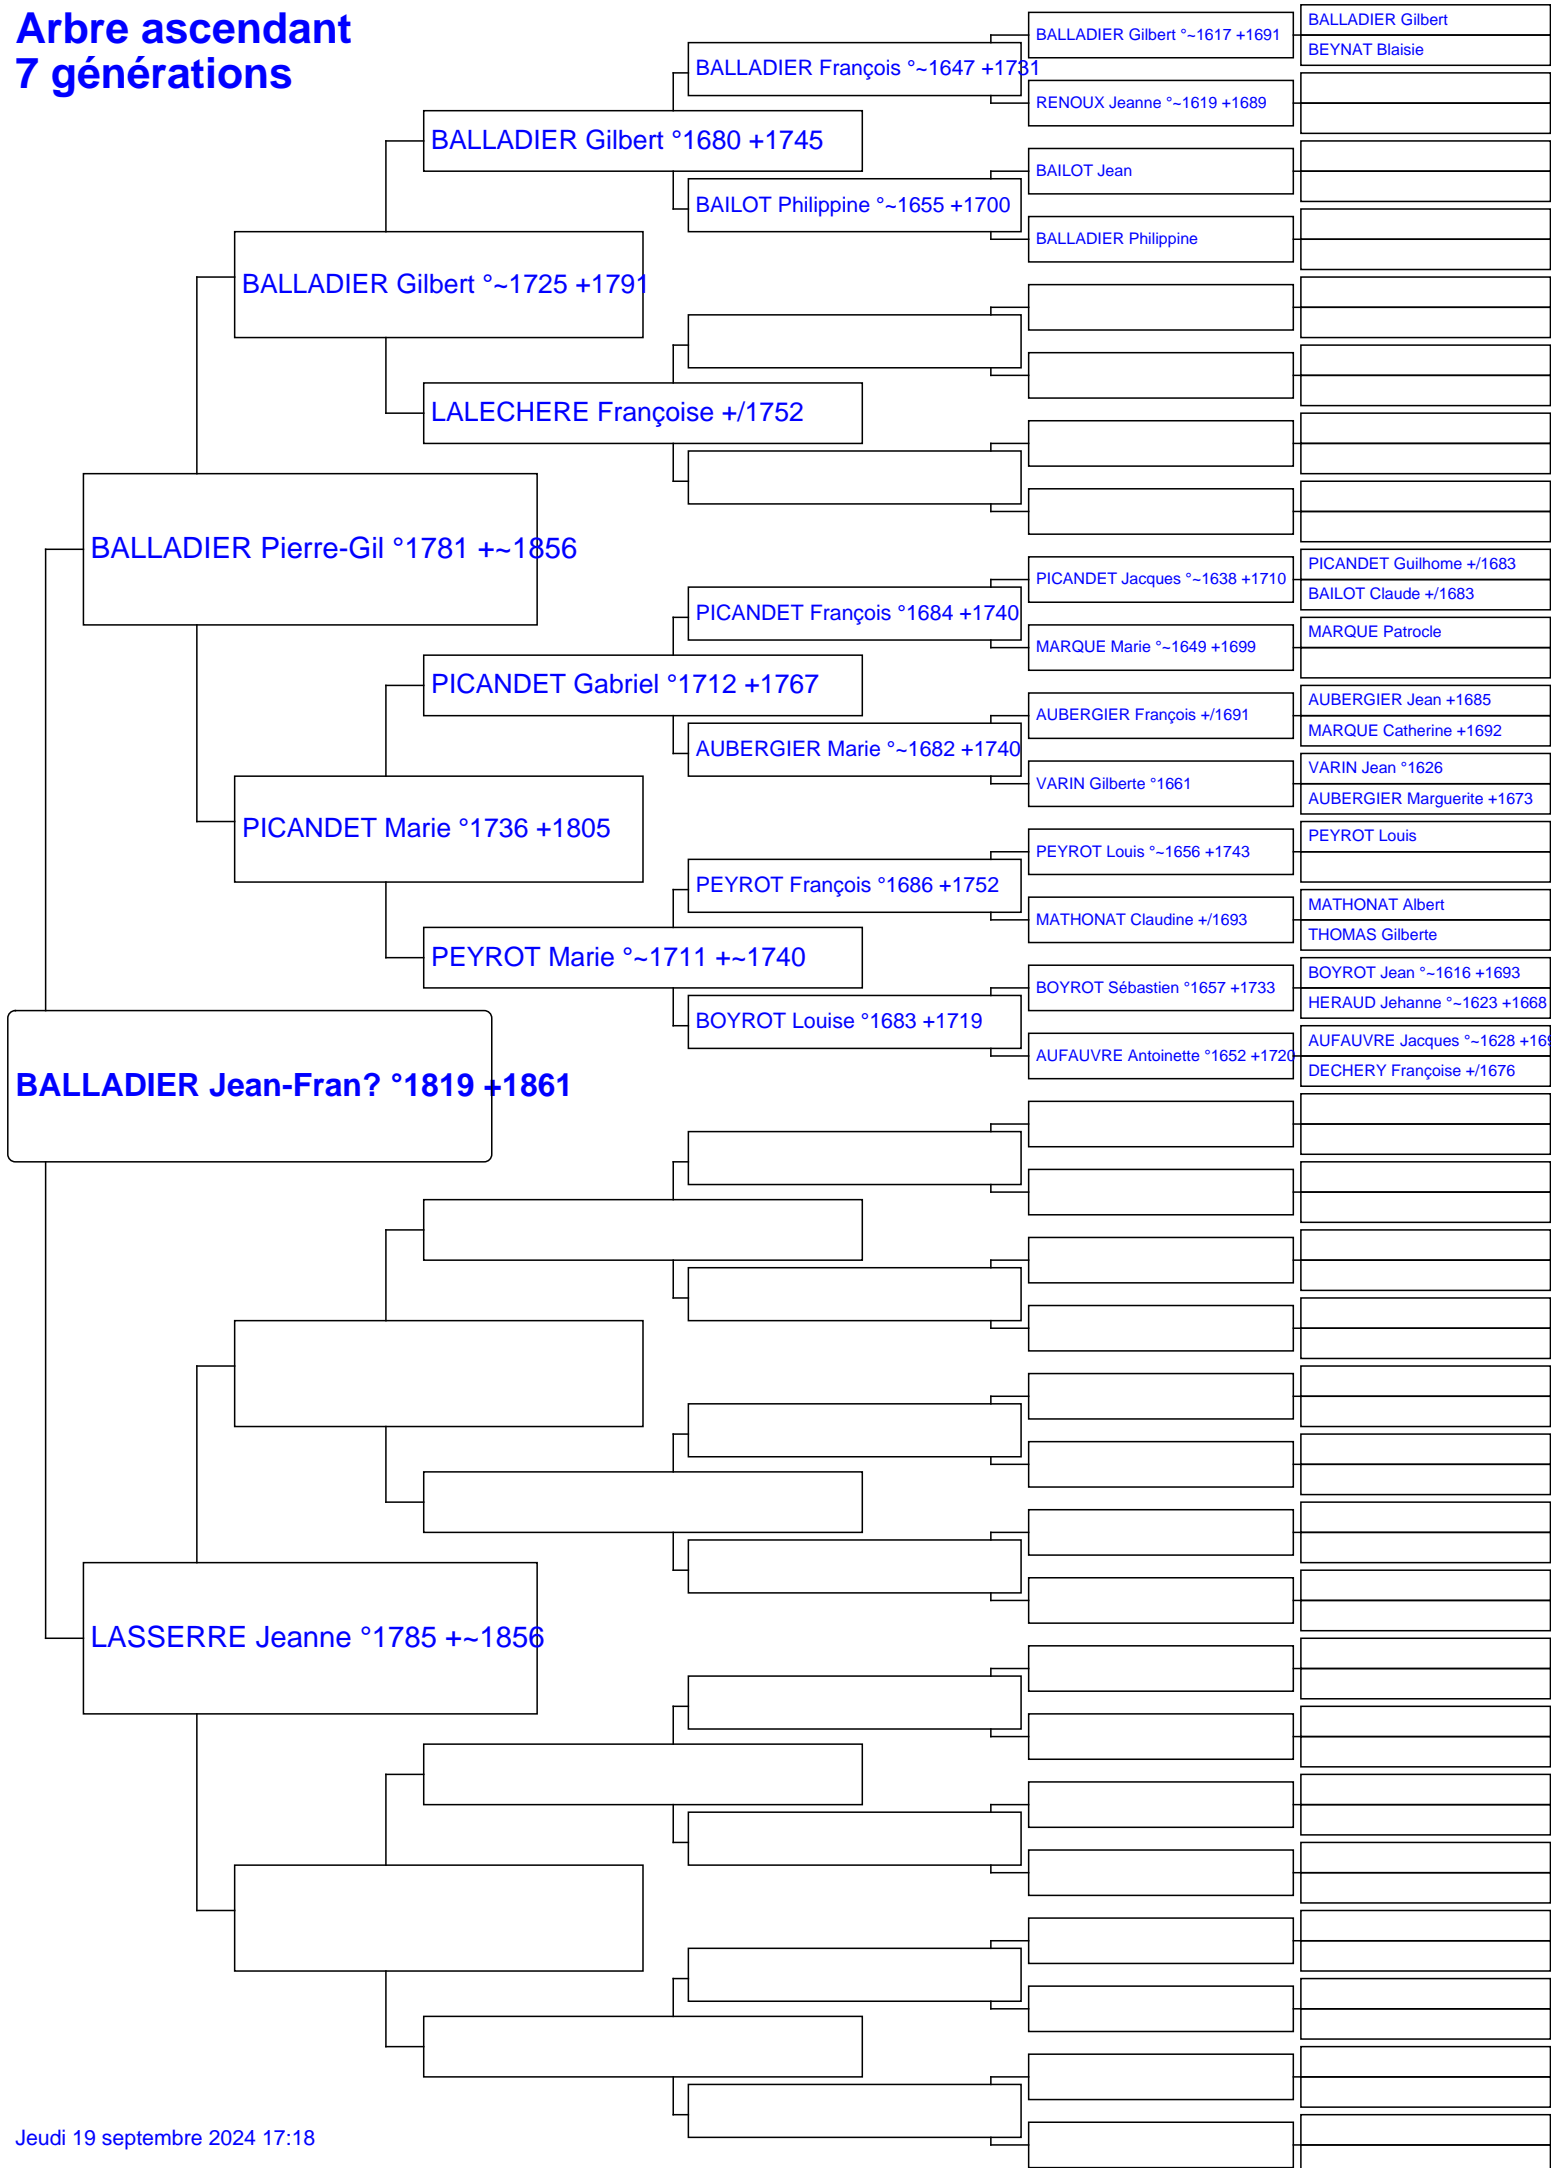 Arbre ascendant
7 générations
BALLADIER Gilbert °~1617 +1691
BALLADIER Gilbert
BEYNAT Blaisie
BALLADIER François °~1647 +1731
RENOUX Jeanne °~1619 +1689
BALLADIER Gilbert °1680 +1745
BAILOT Jean
BAILOT Philippine °~1655 +1700
BALLADIER Philippine
BALLADIER Gilbert °~1725 +1791
LALECHERE Françoise +/1752
BALLADIER Pierre-Gil °1781 +~1856
PICANDET Jacques °~1638 +1710
PICANDET Guilhome +/1683
BAILOT Claude +/1683
PICANDET François °1684 +1740
MARQUE Marie °~1649 +1699
MARQUE Patrocle
PICANDET Gabriel °1712 +1767
AUBERGIER François +/1691
AUBERGIER Jean +1685
MARQUE Catherine +1692
AUBERGIER Marie °~1682 +1740
VARIN Gilberte °1661
VARIN Jean °1626
AUBERGIER Marguerite +1673
PICANDET Marie °1736 +1805
PEYROT Louis °~1656 +1743
PEYROT Louis
PEYROT François °1686 +1752
MATHONAT Claudine +/1693
MATHONAT Albert
THOMAS Gilberte
PEYROT Marie °~1711 +~1740
BOYROT Sébastien °1657 +1733
BOYROT Jean °~1616 +1693
HERAUD Jehanne °~1623 +1668
BOYROT Louise °1683 +1719
AUFAUVRE Antoinette °1652 +1720
AUFAUVRE Jacques °~1628
DECHERY Françoise +/1676
BALLADIER Jean-Fran? °1819 +1861
LASSERRE Jeanne °1785 +~1856
Jeudi 19 septembre 2024 17:18